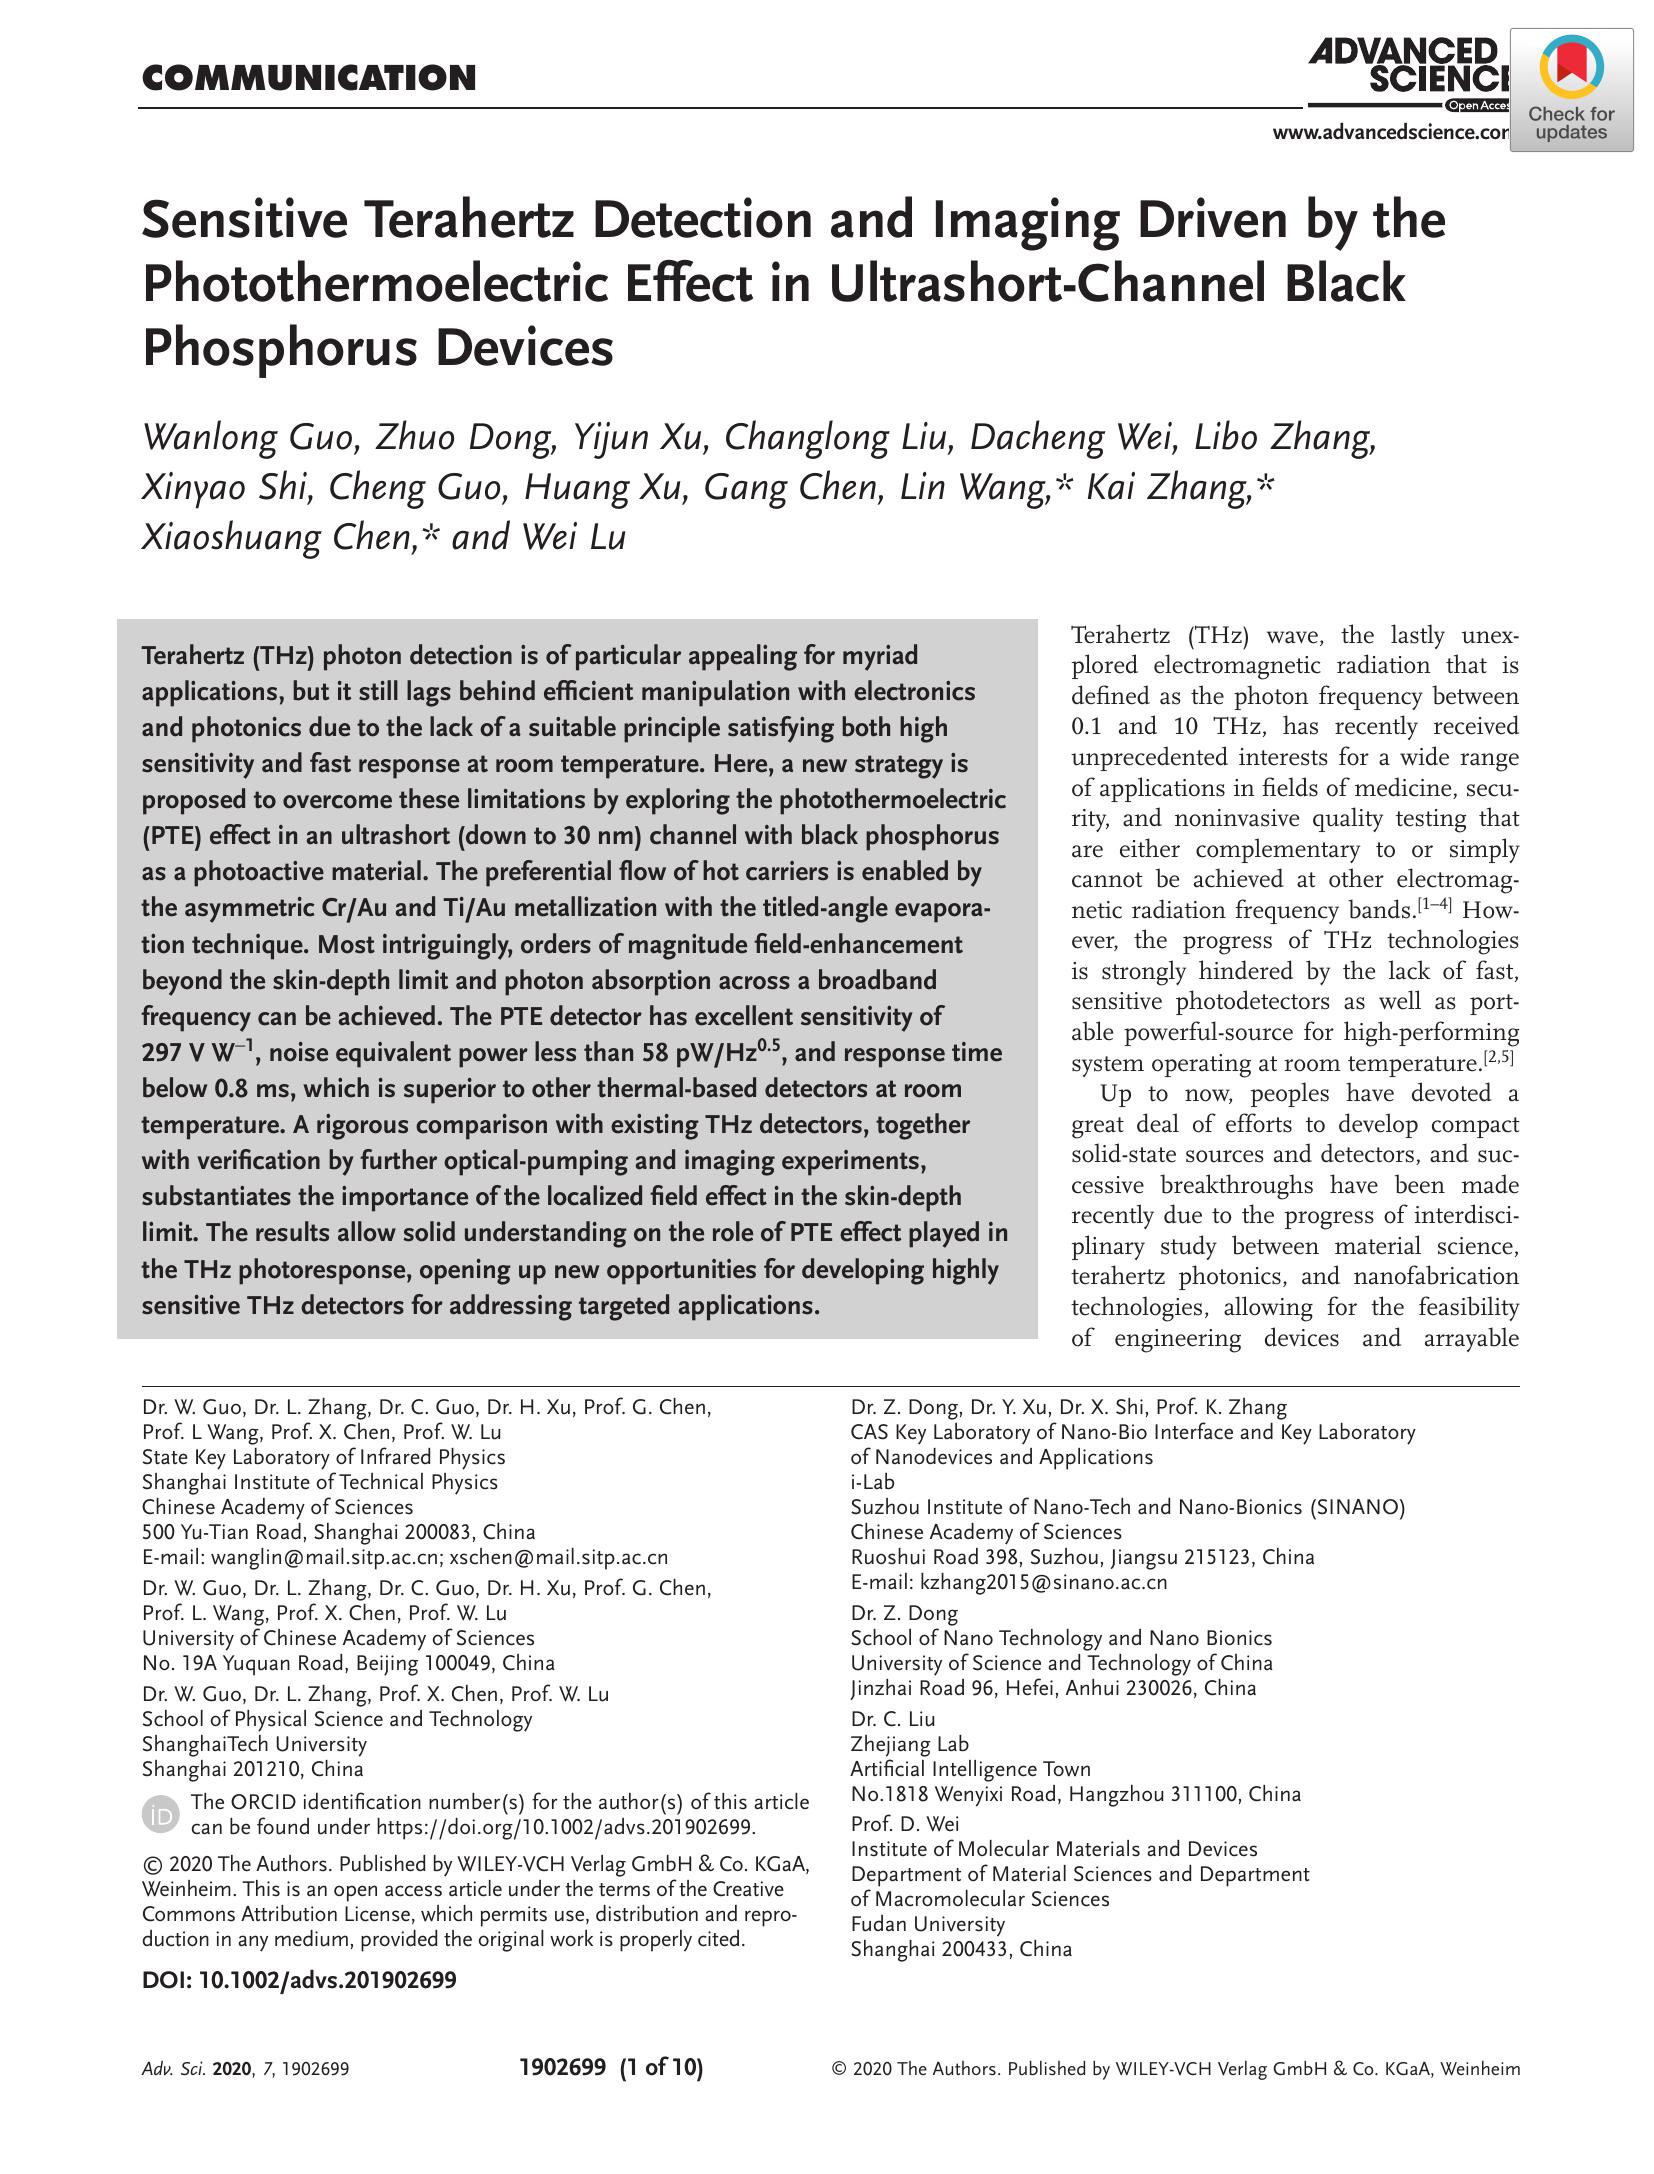 COMMUNICATION
ADVANCED
SCIENCE
Open Acces
www.advancedscience.com
Check for
updates
Sensitive Terahertz Detection and Imaging Driven by the
Photothermoelectric Effect in Ultrashort-Channel Black
Phosphorus Devices
Wanlong Guo, Zhuo Dong, Yijun Xu, Changlong Liu, Dacheng Wei, Libo Zhang,
Xinyao Shi, Cheng Guo, Huang Xu, Gang Chen, Lin Wang,* Kai Zhang,*
Xiaoshuang Chen,* and Wei Lu
Terahertz (THz) photon detection is of particular appealing for myriad
applications, but it still lags behind efficient manipulation with electronics
and photonics due to the lack of a suitable principle satisfying both high
sensitivity and fast response at room temperature. Here, a new strategy is
proposed to overcome these limitations by exploring the photothermoelectric
(PTE) effect in an ultrashort (down to 30 nm) channel with black phosphorus
as a photoactive material. The preferential flow of hot carriers is enabled by
the asymmetric Cr/Au and Ti/Au metallization with the titled-angle evapora-
tion technique. Most intriguingly, orders of magnitude field-enhancement
beyond the skin-depth limit and photon absorption across a broadband
frequency can be achieved. The PTE detector has excellent sensitivity of
297 V W⁻¹, noise equivalent power less than 58 pW/Hz⁰·⁵, and response time
below 0.8 ms, which is superior to other thermal-based detectors at room
temperature. A rigorous comparison with existing THz detectors, together
with verification by further optical-pumping and imaging experiments,
substantiates the importance of the localized field effect in the skin-depth
limit. The results allow solid understanding on the role of PTE effect played in
the THz photoresponse, opening up new opportunities for developing highly
sensitive THz detectors for addressing targeted applications.
Terahertz (THz) wave, the lastly unex-
plored electromagnetic radiation that is
defined as the photon frequency between
0.1 and 10 THz, has recently received
unprecedented interests for a wide range
of applications in fields of medicine, secu-
rity, and noninvasive quality testing that
are either complementary to or simply
cannot be achieved at other electromag-
netic radiation frequency bands.[1–4] How-
ever, the progress of THz technologies
is strongly hindered by the lack of fast,
sensitive photodetectors as well as port-
able powerful-source for high-performing
system operating at room temperature.[2,5]
Up to now, peoples have devoted a
great deal of efforts to develop compact
solid-state sources and detectors, and suc-
cessive breakthroughs have been made
recently due to the progress of interdisci-
plinary study between material science,
terahertz photonics, and nanofabrication
technologies, allowing for the feasibility
of engineering devices and arrayable
Dr. W. Guo, Dr. L. Zhang, Dr. C. Guo, Dr. H. Xu, Prof. G. Chen,
Prof. L Wang, Prof. X. Chen, Prof. W. Lu
State Key Laboratory of Infrared Physics
Shanghai Institute of Technical Physics
Chinese Academy of Sciences
500 Yu-Tian Road, Shanghai 200083, China
E-mail: wanglin@mail.sitp.ac.cn; xschen@mail.sitp.ac.cn
Dr. W. Guo, Dr. L. Zhang, Dr. C. Guo, Dr. H. Xu, Prof. G. Chen,
Prof. L. Wang, Prof. X. Chen, Prof. W. Lu
University of Chinese Academy of Sciences
No. 19A Yuquan Road, Beijing 100049, China
Dr. W. Guo, Dr. L. Zhang, Prof. X. Chen, Prof. W. Lu
School of Physical Science and Technology
ShanghaiTech University
Shanghai 201210, China
iD
The ORCID identification number(s) for the author(s) of this article
can be found under https://doi.org/10.1002/advs.201902699.
© 2020 The Authors. Published by WILEY-VCH Verlag GmbH & Co. KGaA,
Weinheim. This is an open access article under the terms of the Creative
Commons Attribution License, which permits use, distribution and repro-
duction in any medium, provided the original work is properly cited.
DOI: 10.1002/advs.201902699
Dr. Z. Dong, Dr. Y. Xu, Dr. X. Shi, Prof. K. Zhang
CAS Key Laboratory of Nano-Bio Interface and Key Laboratory
of Nanodevices and Applications
i-Lab
Suzhou Institute of Nano-Tech and Nano-Bionics (SINANO)
Chinese Academy of Sciences
Ruoshui Road 398, Suzhou, Jiangsu 215123, China
E-mail: kzhang2015@sinano.ac.cn
Dr. Z. Dong
School of Nano Technology and Nano Bionics
University of Science and Technology of China
Jinzhai Road 96, Hefei, Anhui 230026, China
Dr. C. Liu
Zhejiang Lab
Artificial Intelligence Town
No.1818 Wenyixi Road, Hangzhou 311100, China
Prof. D. Wei
Institute of Molecular Materials and Devices
Department of Material Sciences and Department
of Macromolecular Sciences
Fudan University
Shanghai 200433, China
Adv. Sci. 2020, 7, 1902699
1902699 (1 of 10)
© 2020 The Authors. Published by WILEY-VCH Verlag GmbH & Co. KGaA, Weinheim